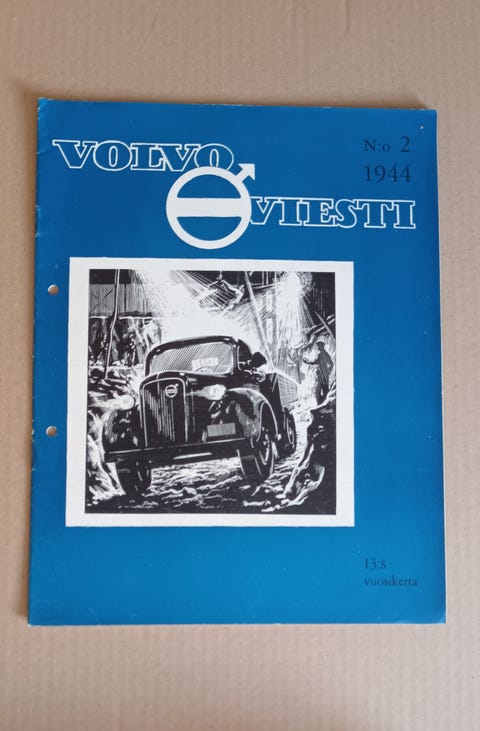 VOLVO
VIESTI
N:o 2
1944
13:s
vuosikerta